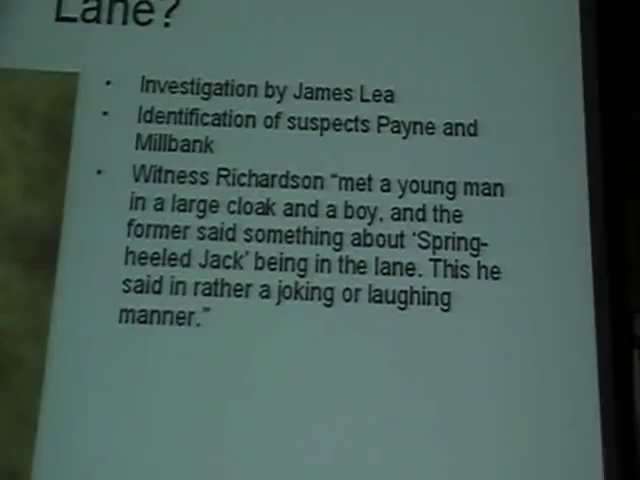 Lane?
• Investigation by James Lea
• Identification of suspects Payne and
Millbank
• Witness Richardson “met a young man
in a large cloak and a boy, and the
former said something about ‘Spring-
heeled Jack’ being in the lane. This he
said in rather a joking or laughing
manner.”